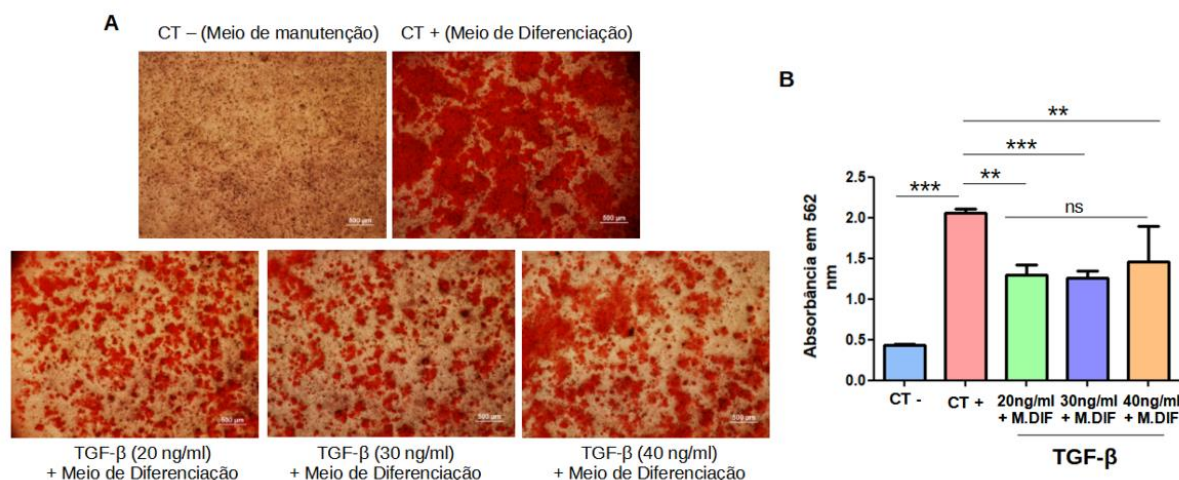 A
CT – (Meio de manutenção)
CT + (Meio de Diferenciação)
500 µm
500 µm
500 µm
500 µm
500 µm
TGF-β (20 ng/ml)
+ Meio de Diferenciação
TGF-β (30 ng/ml)
+ Meio de Diferenciação
TGF-β (40 ng/ml)
+ Meio de Diferenciação
B
**
***
***
**
ns
Absorbância em 562
nm
2.5
2.0
1.5
1.0
0.5
0.0
CT -
CT +
20ng/ml
+ M.DIF
30ng/ml
+ M.DIF
40ng/ml
+ M.DIF
TGF-β